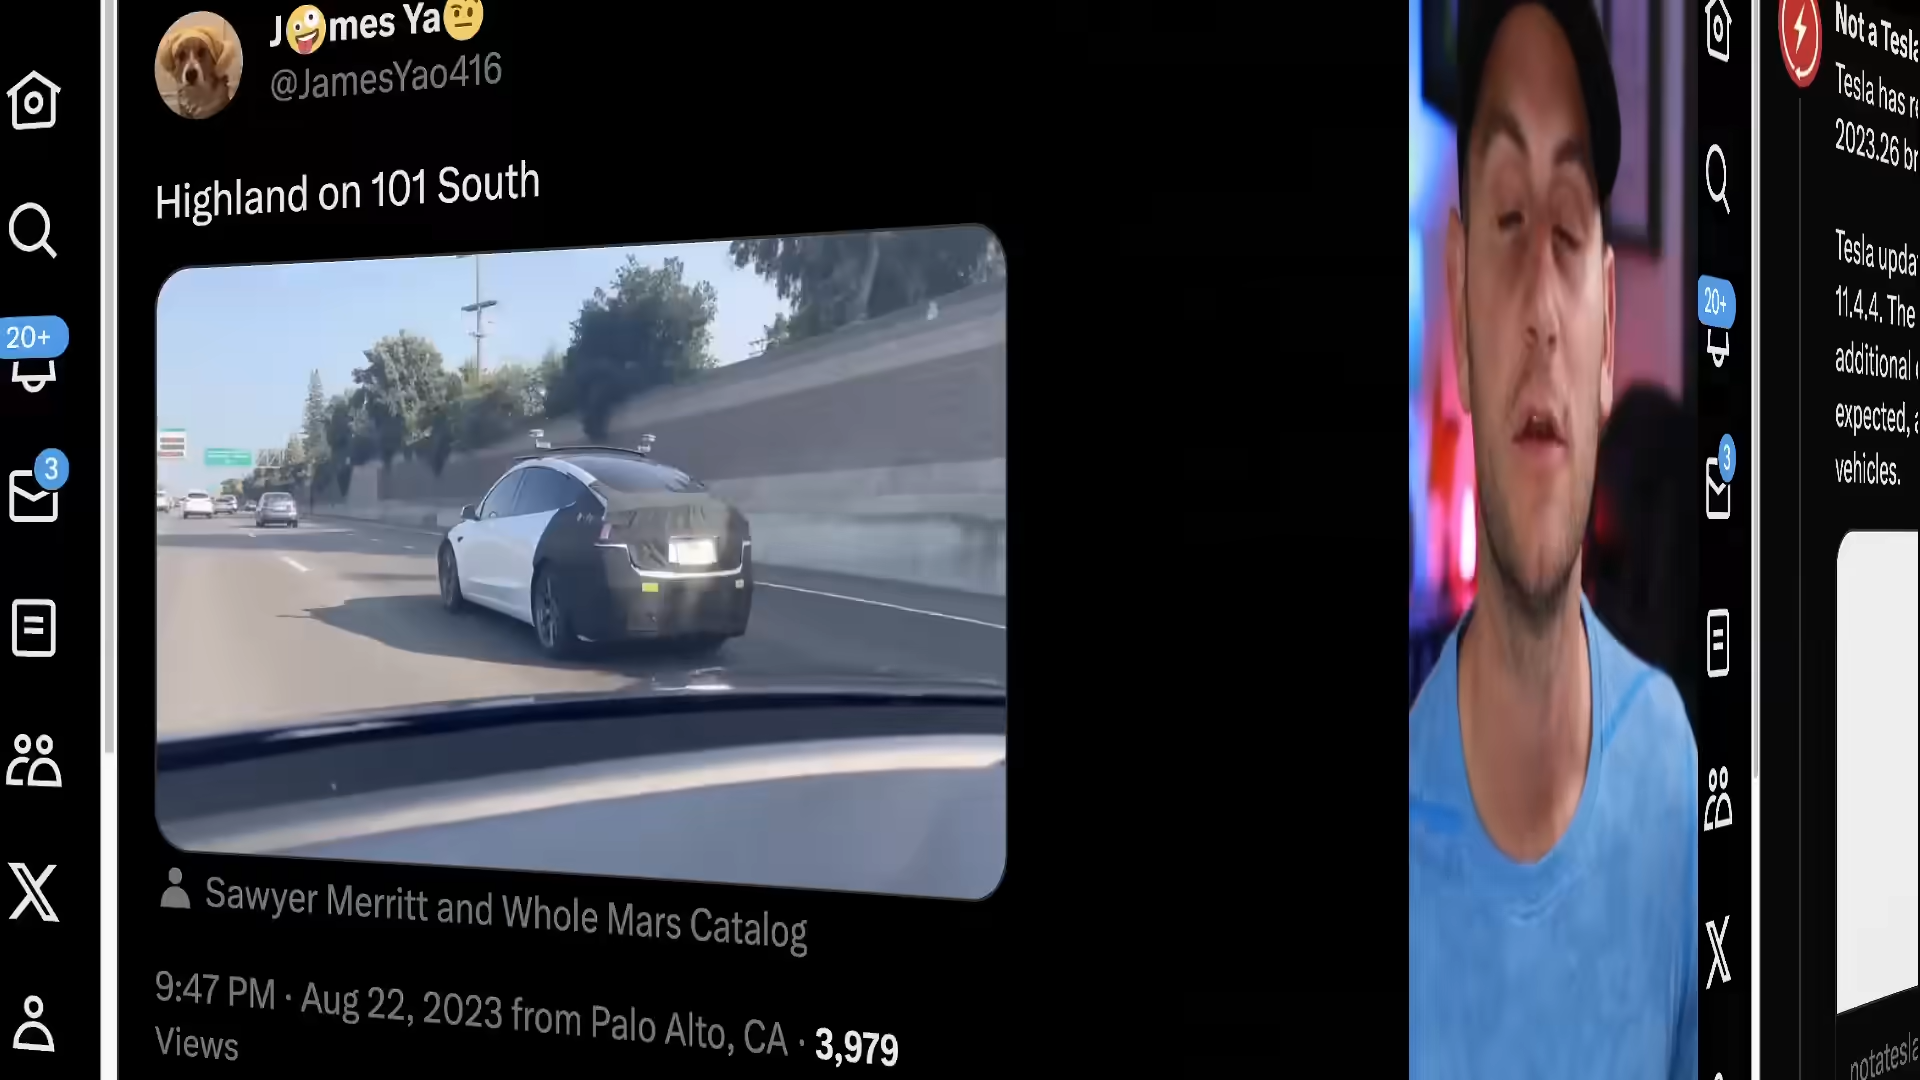 J🤪mes Ya🤨
@JamesYao416
Highland on 101 South
Sawyer Merritt and Whole Mars Catalog
9:47 PM · Aug 22, 2023 from Palo Alto, CA · 3,979
Views
20+
3
20+
3
Not a Tesla
Tesla has re
2023.26 br
Tesla upda
11.4.4. The
additional
expected, a
vehicles.
notatesla